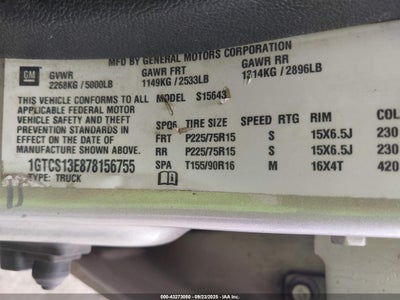 MFD BY GENERAL MOTORS CORPORATION
GM GVWR GAWR FRT GAWR RR
2268KG / 5000LB 1149KG / 2533LB 1314KG / 2896LB
THIS VEHICLE CONFORMS TO ALL MODEL S15643
APPLICABLE FEDERAL MOTOR
VEHICLE SAFETY STANDARDS IN SPQR TIRE SIZE SPEED RTG RIM COL
EFFECT ON THE DATE OF FRT P225/75R15 S 15X6.5J 230
MANUFACTURE SHOWN ABOVE. RR P225/75R15 S 15X6.5J 230
1GTCS13E878156755 SPA T155/90R16 M 16X4T 420
TYPE: TRUCK
000-43273050 - 09/23/2025 - IAA Inc.